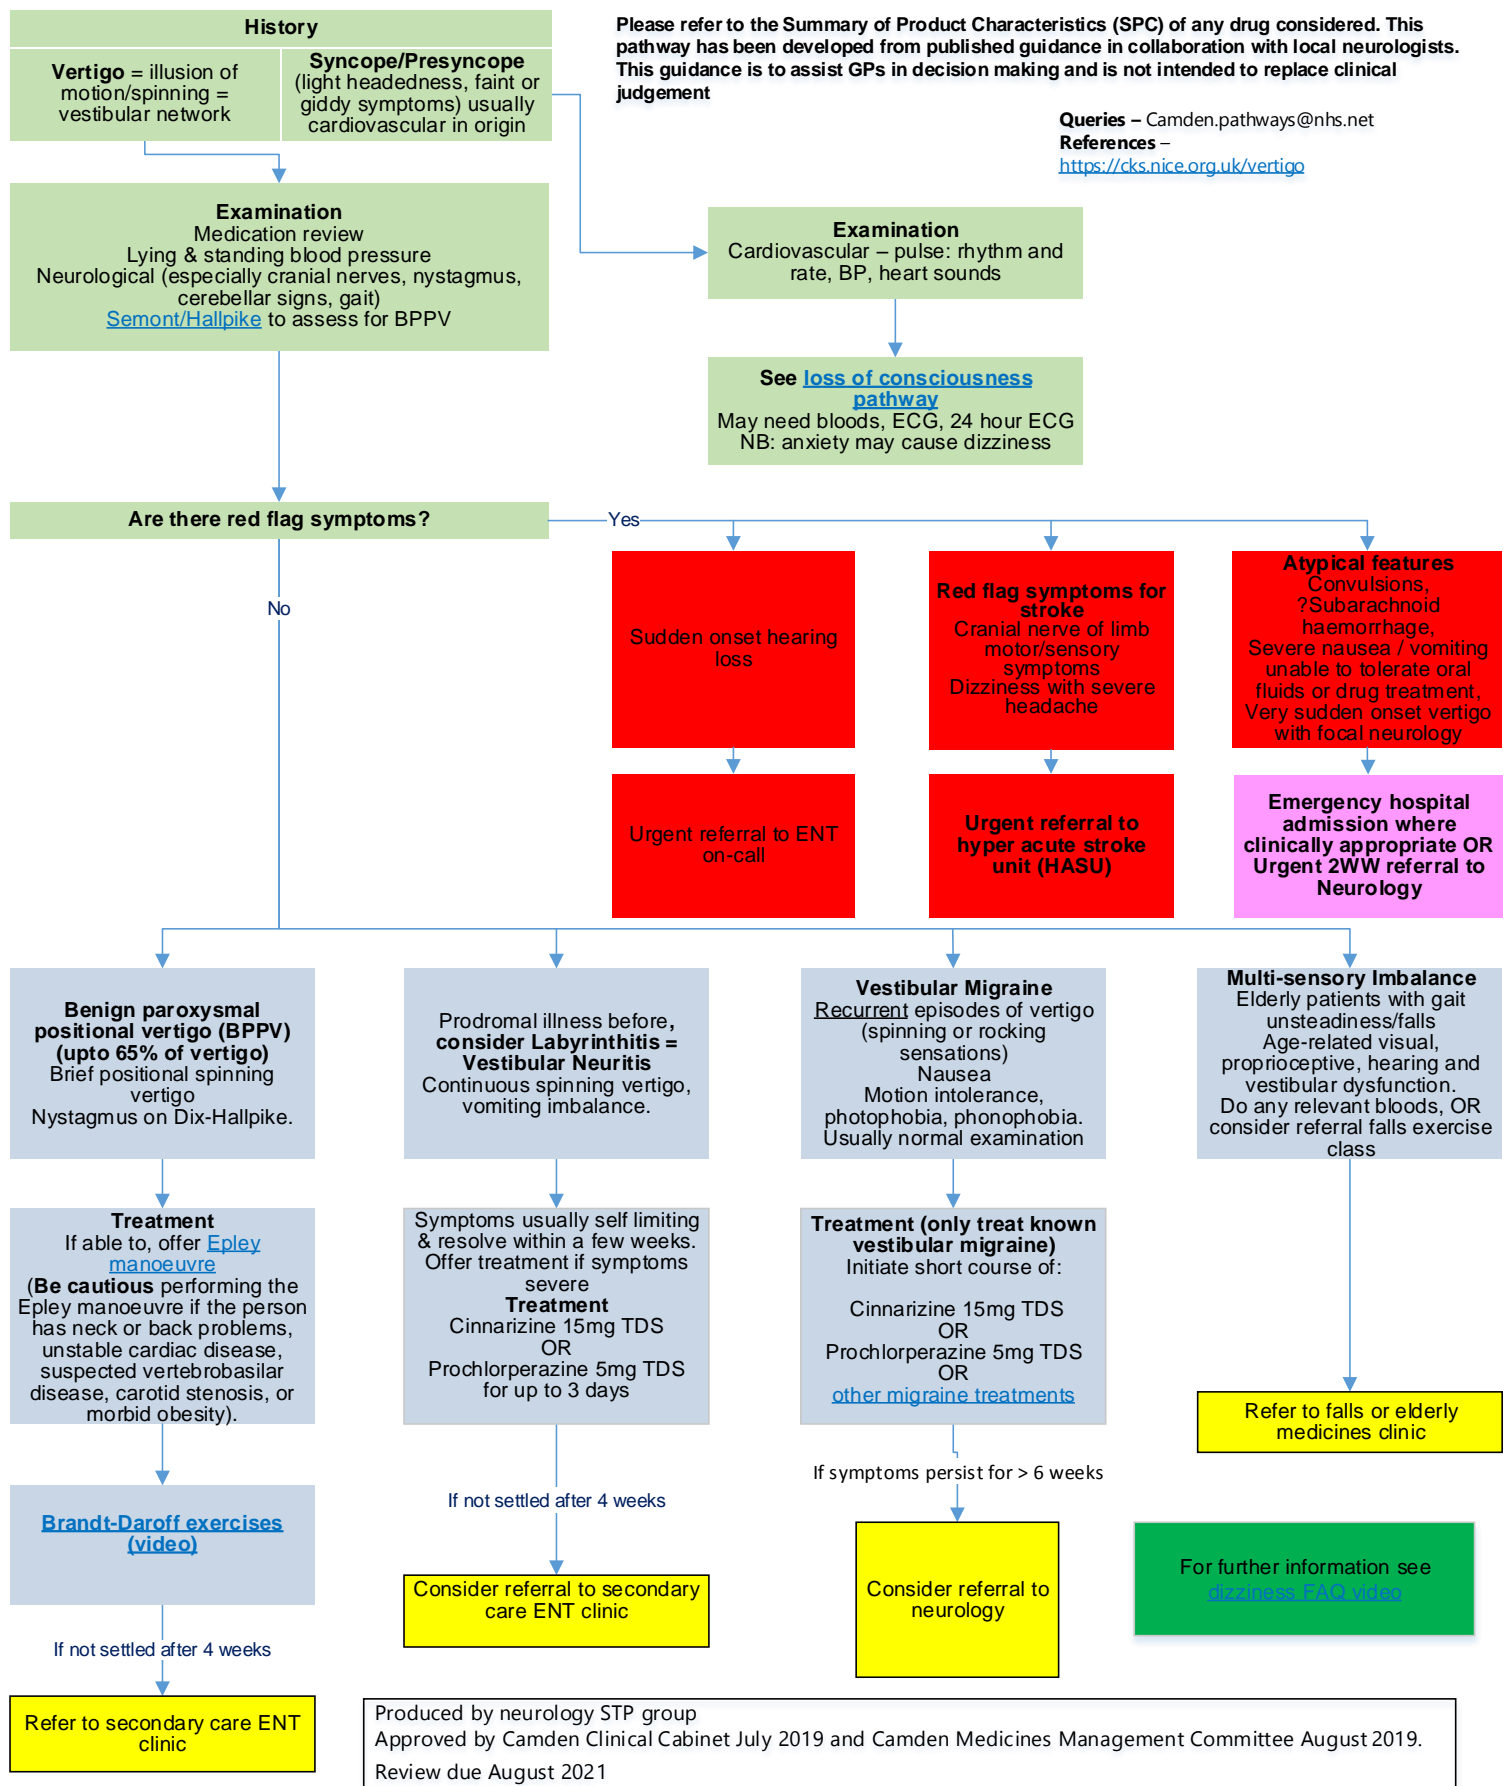 History
Vertigo = illusion of
motion/spinning =
vestibular network
Syncope/Presyncope
(light headedness, faint or
giddy symptoms) usually
cardiovascular in origin
Please refer to the Summary of Product Characteristics (SPC) of any drug considered. This
pathway has been developed from published guidance in collaboration with local neurologists.
This guidance is to assist GPs in decision making and is not intended to replace clinical
judgement
Queries – Camden.pathways@nhs.net
References –
https://cks.nice.org.uk/vertigo
Examination
Medication review
Lying & standing blood pressure
Neurological (especially cranial nerves, nystagmus,
cerebellar signs, gait)
Semont/Hallpike to assess for BPPV
Examination
Cardiovascular – pulse: rhythm and
rate, BP, heart sounds
See loss of consciousness
pathway
May need bloods, ECG, 24 hour ECG
NB: anxiety may cause dizziness
Are there red flag symptoms?
Yes
No
Sudden onset hearing
loss
Red flag symptoms for
stroke
Cranial nerve of limb
motor/sensory
symptoms
Dizziness with severe
headache
Atypical features
Convulsions,
?Subarachnoid
haemorrhage,
Severe nausea / vomiting
unable to tolerate oral
fluids or drug treatment,
Very sudden onset vertigo
with focal neurology
Urgent referral to ENT
on-call
Urgent referral to
hyper acute stroke
unit (HASU)
Emergency hospital
admission where
clinically appropriate OR
Urgent 2WW referral to
Neurology
Benign paroxysmal
positional vertigo (BPPV)
(upto 65% of vertigo)
Brief positional spinning
vertigo
Nystagmus on Dix-Hallpike.
Prodromal illness before,
consider Labyrinthitis =
Vestibular Neuritis
Continuous spinning vertigo,
vomiting imbalance.
Vestibular Migraine
Recurrent episodes of vertigo
(spinning or rocking
sensations)
Nausea
Motion intolerance,
photophobia, phonophobia.
Usually normal examination
Multi-sensory Imbalance
Elderly patients with gait
unsteadiness/falls
Age-related visual,
proprioceptive, hearing and
vestibular dysfunction.
Do any relevant bloods, OR
consider referral falls exercise
class
Treatment
If able to, offer Epley
manoeuvre
(Be cautious performing the
Epley manoeuvre if the person
has neck or back problems,
unstable cardiac disease,
suspected vertebrobasilar
disease, carotid stenosis, or
morbid obesity).
Symptoms usually self limiting
& resolve within a few weeks.
Offer treatment if symptoms
severe
Treatment
Cinnarizine 15mg TDS
OR
Prochlorperazine 5mg TDS
for up to 3 days
Treatment (only treat known
vestibular migraine)
Initiate short course of:
Cinnarizine 15mg TDS
OR
Prochlorperazine 5mg TDS
OR
other migraine treatments
Refer to falls or elderly
medicines clinic
If symptoms persist for > 6 weeks
Brandt-Daroff exercises
(video)
If not settled after 4 weeks
Consider referral to secondary
care ENT clinic
Consider referral to
neurology
For further information see
dizziness FAQ video
If not settled after 4 weeks
Refer to secondary care ENT
clinic
Produced by neurology STP group
Approved by Camden Clinical Cabinet July 2019 and Camden Medicines Management Committee August 2019.
Review due August 2021